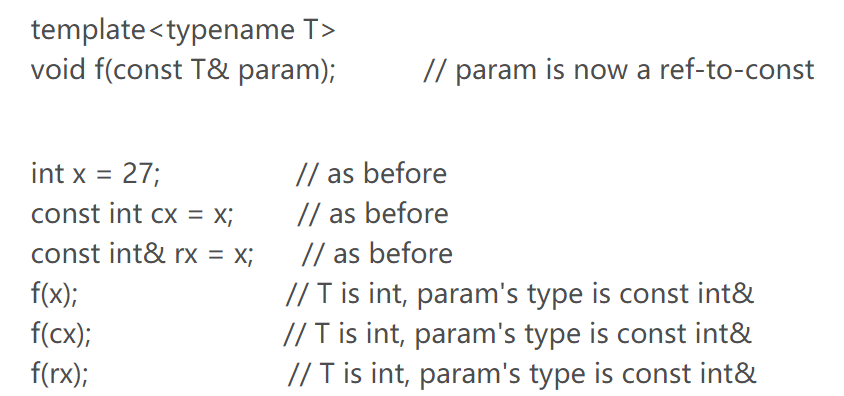 template<typename T>
void f(const T& param); // param is now a ref-to-const
int x = 27; // as before
const int cx = x; // as before
const int& rx = x; // as before
f(x); // T is int, param's type is const int&
f(cx); // T is int, param's type is const int&
f(rx); // T is int, param's type is const int&